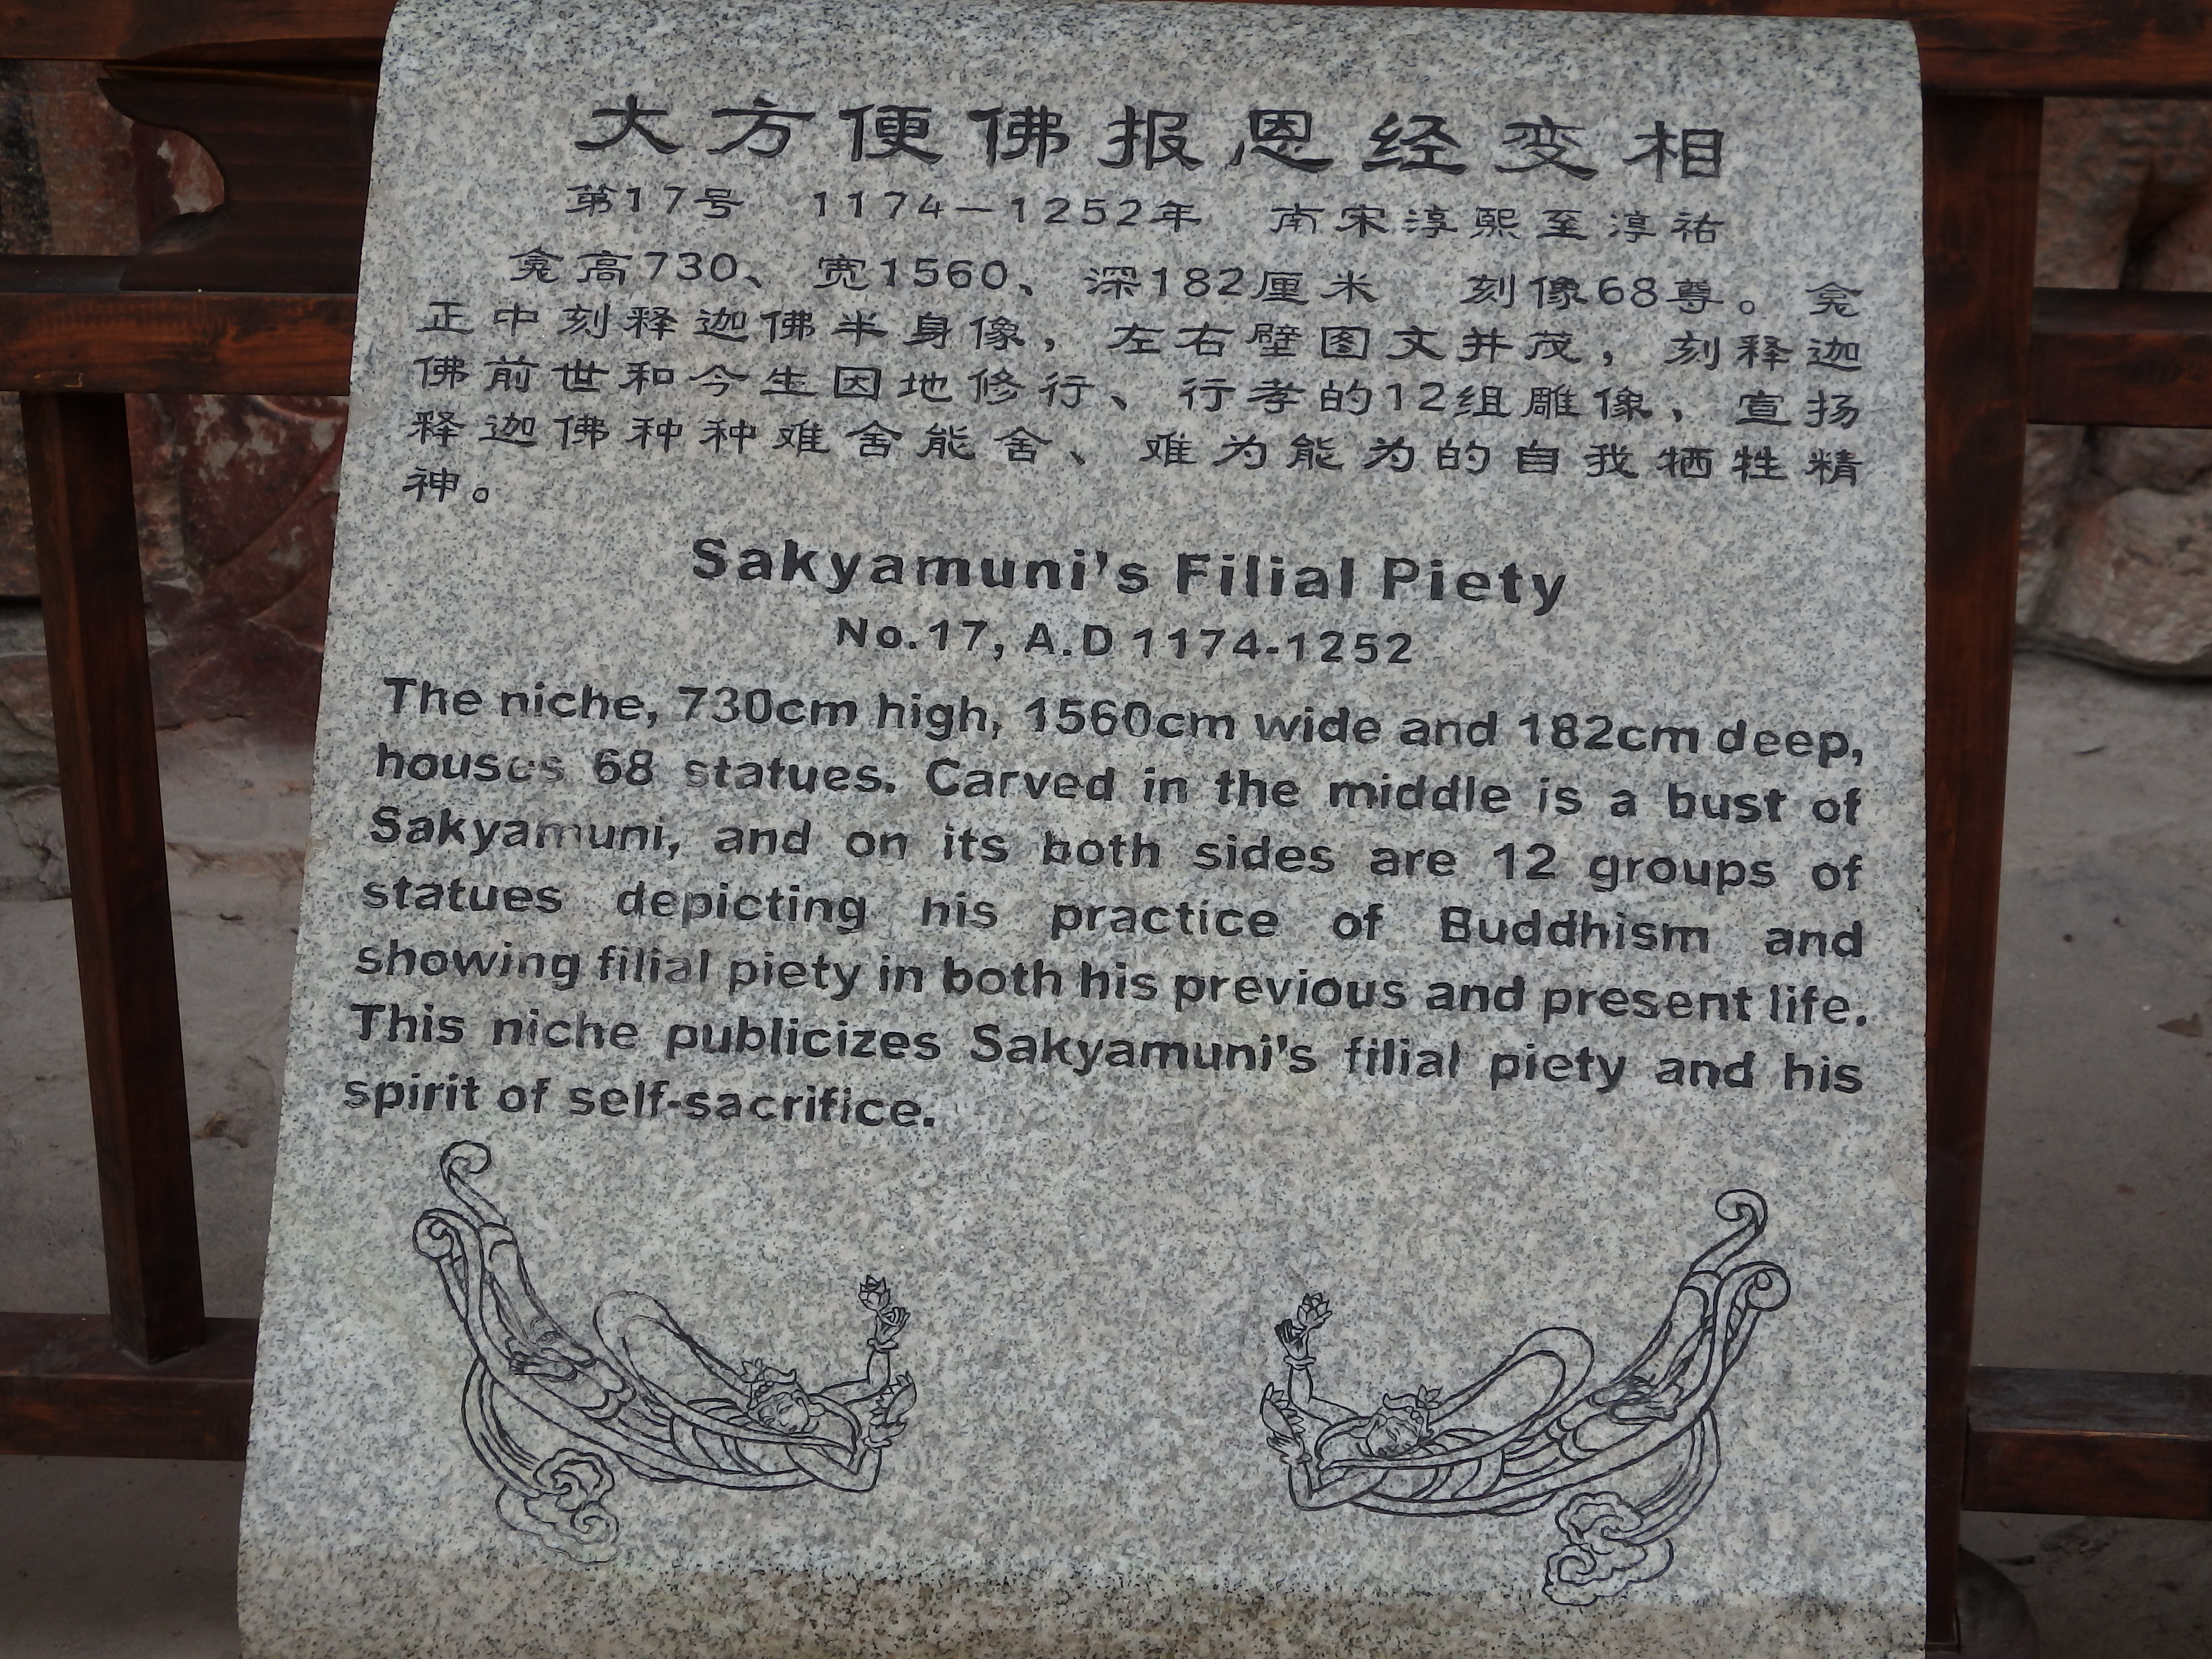 大方便佛报恩经变相
第17号 1174－1252年 南宋淳熙至淳祐
龛高730、宽1560、深182厘米 刻像68尊。龛
正中刻释迦佛半身像，左右壁图文并茂，刻释迦
佛前世和今生因地修行、行孝的12组雕像，宣扬
释迦佛种种难舍能舍、难为能为的自我牺牲精
神。
Sakyamuni's Filial Piety
No.17, A.D 1174-1252
The niche, 730cm high, 1560cm wide and 182cm deep,
houses 68 statues. Carved in the middle is a bust of
Sakyamuni, and on its both sides are 12 groups of
statues depicting his practice of Buddhism and
showing filial piety in both his previous and present life.
This niche publicizes Sakyamuni's filial piety and his
spirit of self-sacrifice.